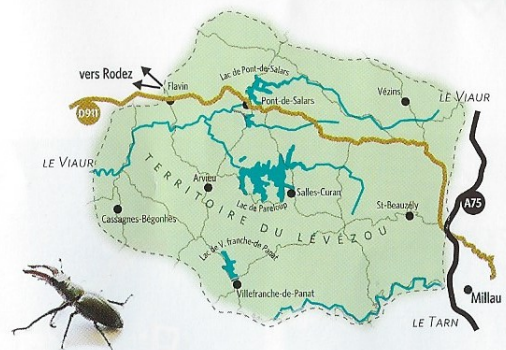 vers Rodez
Flavin
Lac de Pont-de-Salars
Pont-de-Salars
Vézins
LE VIAUR
D911
LE VIAUR
TERRITOIRE DU LÉVÉZOU
Arvieu
Salles-Curan
Lac de Pareloup
A75
Cassagnes-Bégonhès
St-Beauzély
Lac de V. franche-de-Panat
Villefranche-de-Panat
Millau
LE TARN